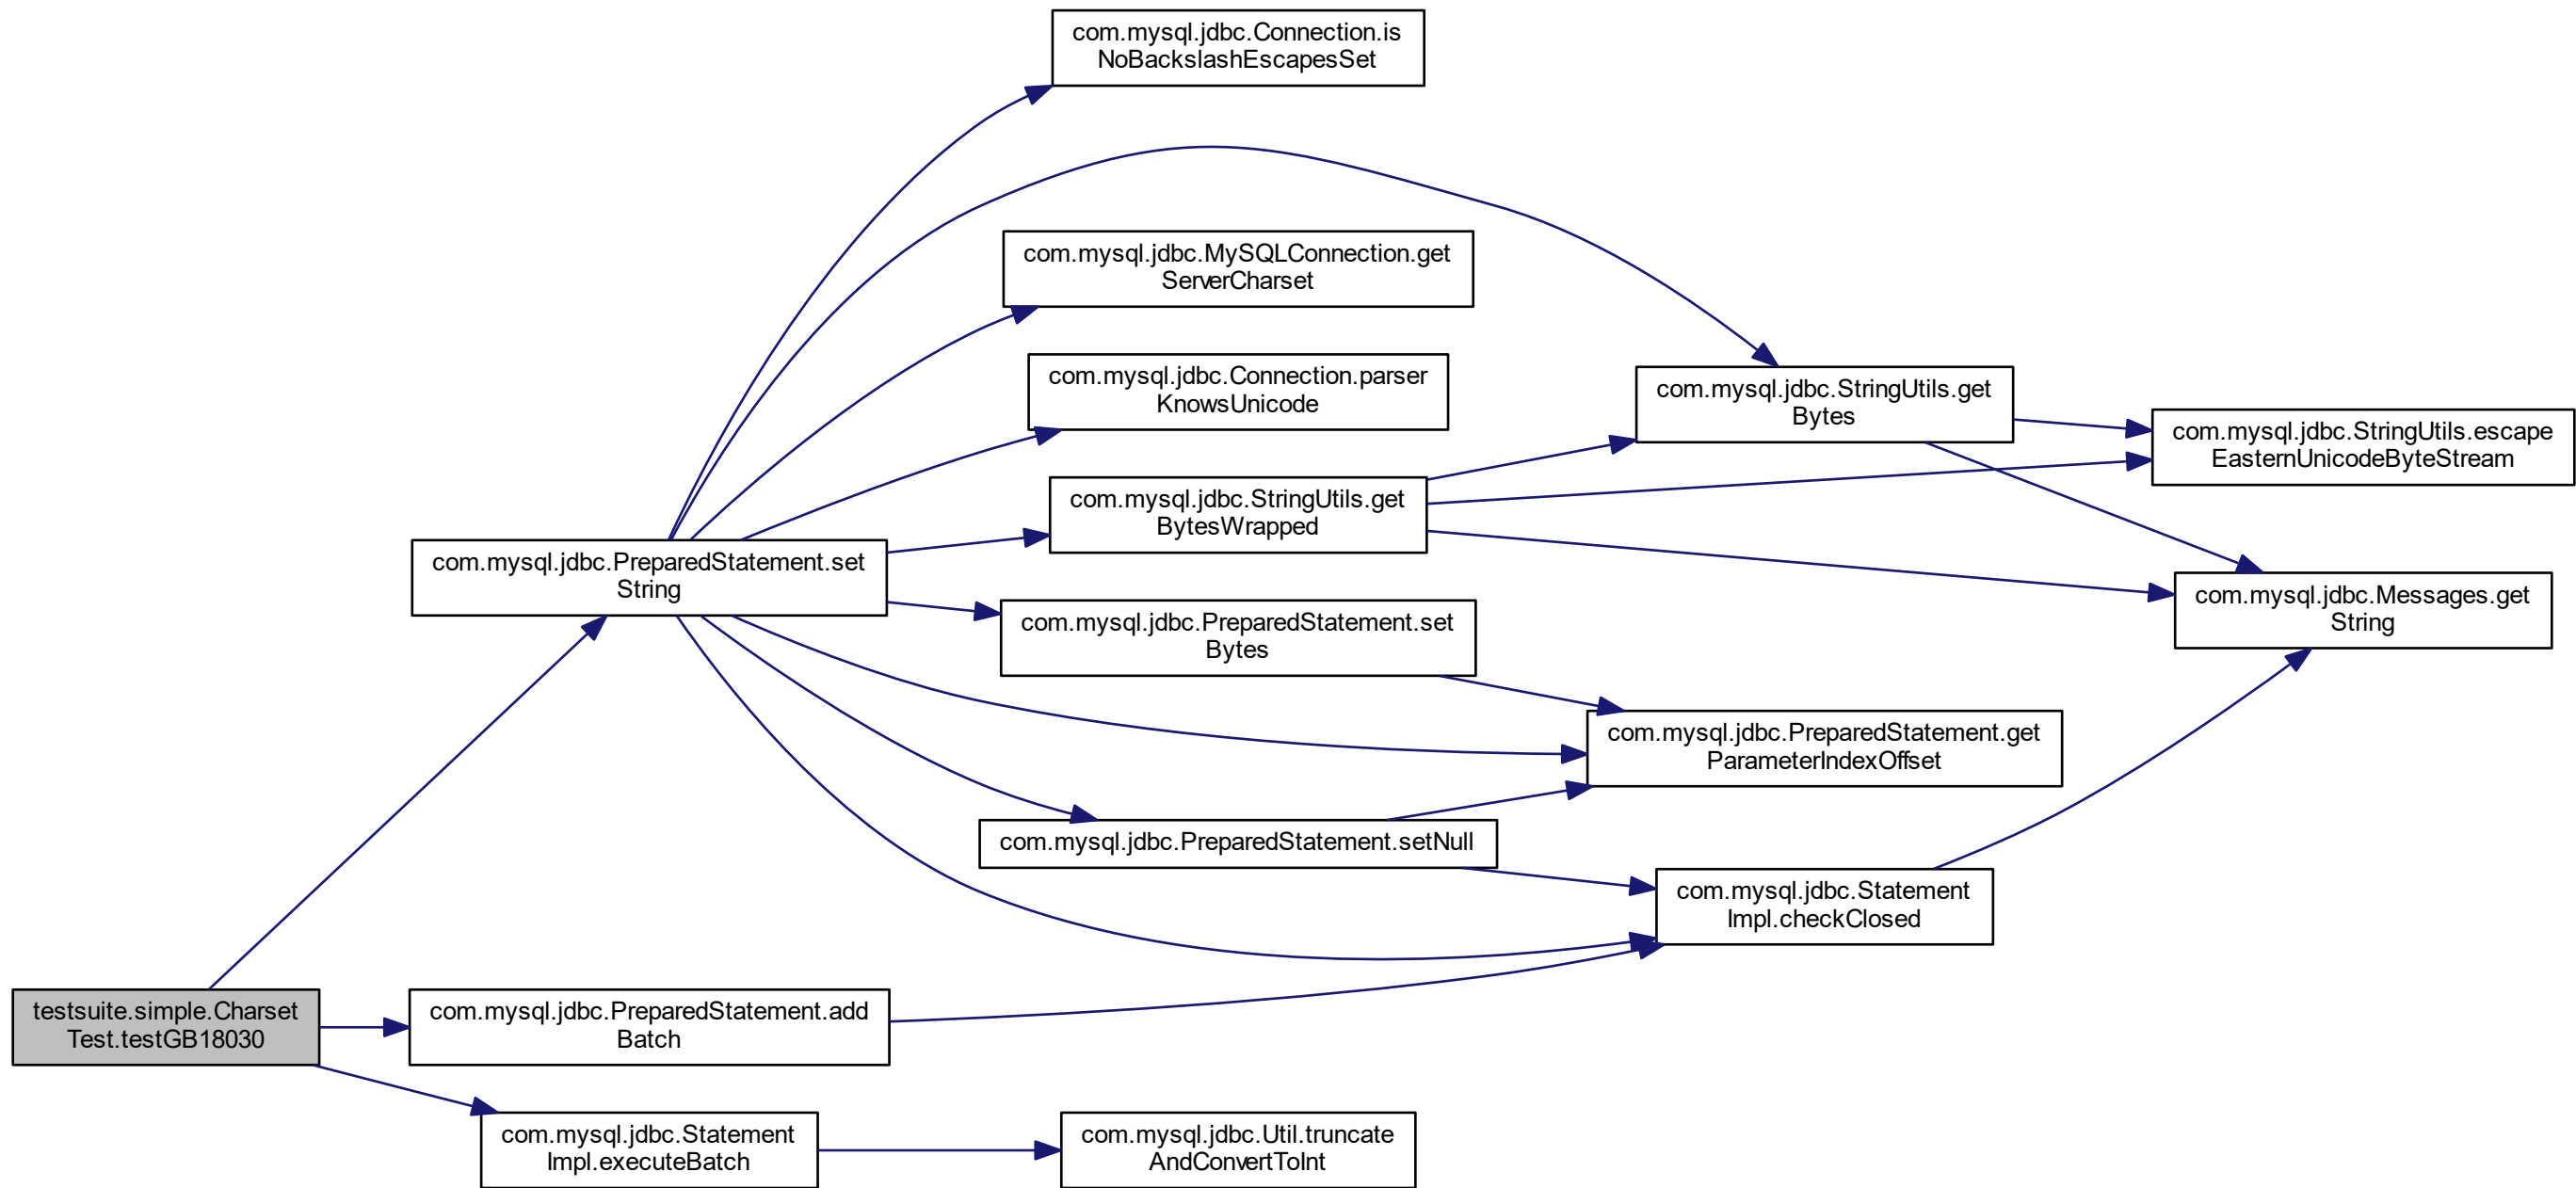 com.mysql.jdbc.Connection.is
NoBackslashEscapesSet
com.mysql.jdbc.MySQLConnection.get
ServerCharset
com.mysql.jdbc.Connection.parser
KnowsUnicode
com.mysql.jdbc.StringUtils.get
Bytes
com.mysql.jdbc.StringUtils.escape
EasternUnicodeByteStream
com.mysql.jdbc.StringUtils.get
BytesWrapped
com.mysql.jdbc.PreparedStatement.set
String
com.mysql.jdbc.Messages.get
String
com.mysql.jdbc.PreparedStatement.set
Bytes
com.mysql.jdbc.PreparedStatement.get
ParameterIndexOffset
com.mysql.jdbc.PreparedStatement.setNull
com.mysql.jdbc.Statement
Impl.checkClosed
testsuite.simple.Charset
Test.testGB18030
com.mysql.jdbc.PreparedStatement.add
Batch
com.mysql.jdbc.Statement
Impl.executeBatch
com.mysql.jdbc.Util.truncate
AndConvertToInt